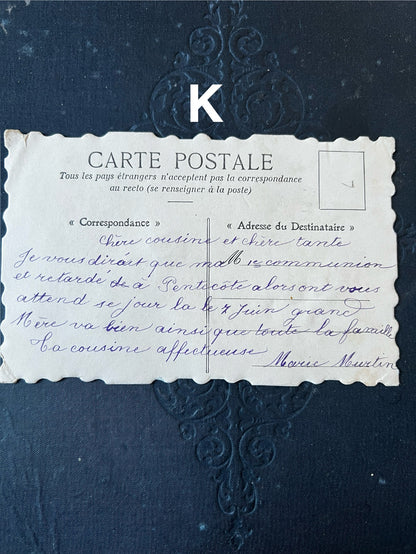 K
CARTE POSTALE
Tous les pays étrangers n'acceptent pas la correspondance
au recto (se renseigner à la poste)
« Correspondance »
« Adresse du Destinataire »
Chère cousine et chère tante
Je vous dirait que ma M 1re communion
et retardé de à Pentecôte alors ont vous
attend se jour la le 7 Juin grand
Mère va bien ainsi que toute la famille
Ta cousine affectueuse
Marie Murtin